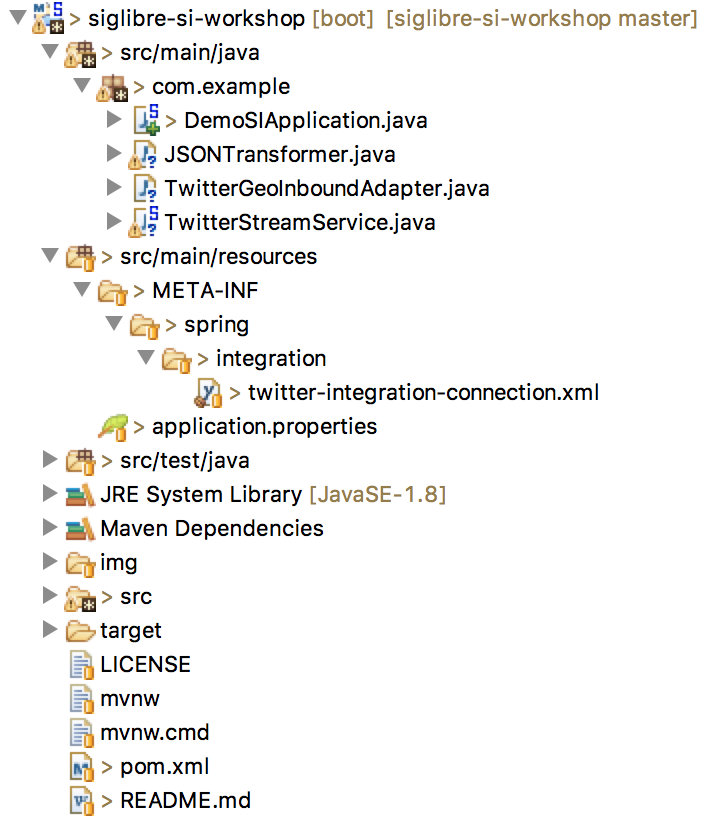 > siglibre-si-workshop [boot] [siglibre-si-workshop master]
> src/main/java
> com.example
> DemoSIApplication.java
JSONTransformer.java
TwitterGeoInboundAdapter.java
TwitterStreamService.java
> src/main/resources
> META-INF
> spring
> integration
> twitter-integration-connection.xml
> application.properties
> src/test/java
JRE System Library [JavaSE-1.8]
Maven Dependencies
img
> src
target
LICENSE
mvnw
mvnw.cmd
> pom.xml
> README.md